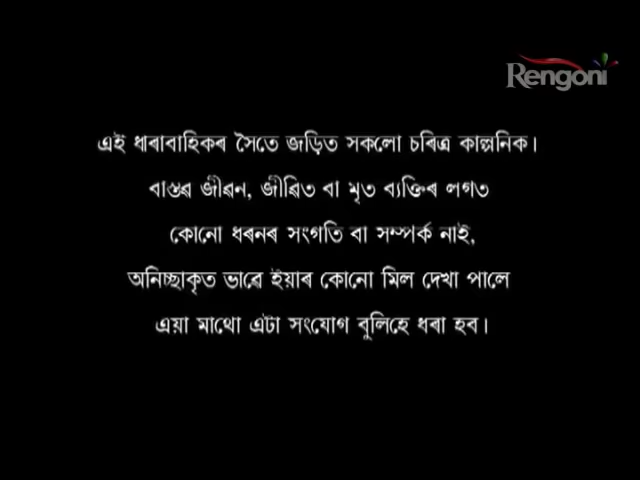 Rengoni
এই ধাৰাবাহিকৰ সৈতে জড়িত সকলো চৰিত্ৰ কাল্পনিক।
বাস্তৱ জীৱন, জীৱিত বা মৃত ব্যক্তিৰ লগত
কোনো ধৰনৰ সংগতি বা সম্পৰ্ক নাই,
অনিচ্ছাকৃত ভাৱে ইয়াৰ কোনো মিল দেখা পালে
এয়া মাথো এটা সংযোগ বুলিহে ধৰা হব।